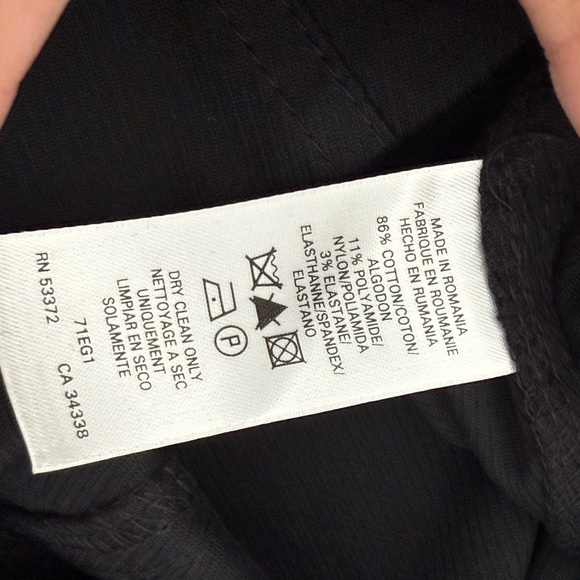 MADE IN ROMANIA
FABRIQUE EN ROUMANIE
HECHO EN RUMANIA
86% COTTON/COTON/
ALGODON
11% POLYAMIDE/
NYLON/POLIAMIDA
3% ELASTANE/
ELASTHANNE/SPANDEX/
ELASTANO
P
DRY CLEAN ONLY
NETTOYAGE A SEC
UNIQUEMENT
LIMPIAR EN SECO
SOLAMENTE
71EG1
RN 53372 CA 34338